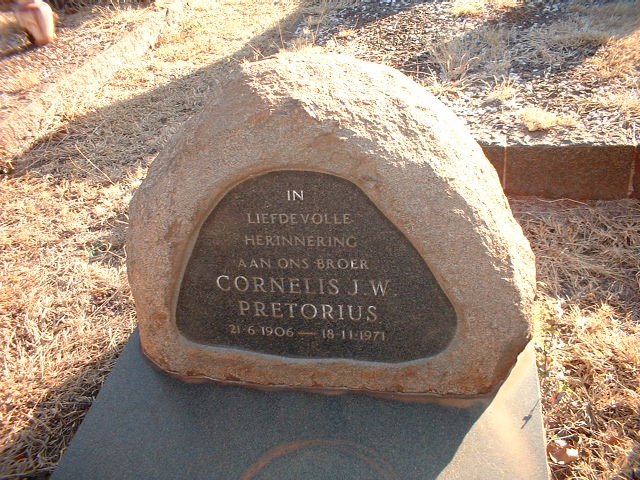 IN
LIEFDEVOLLE
HERINNERING
AAN ONS BROER
CORNELIS J.W.
PRETORIUS
21·6·1906 — 18·11·1971